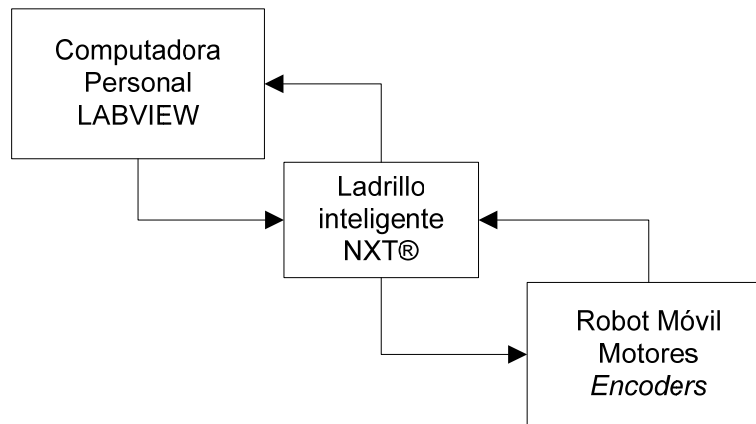 Computadora
Personal
LABVIEW
Ladrillo
inteligente
NXT®
Robot Móvil
Motores
Encoders